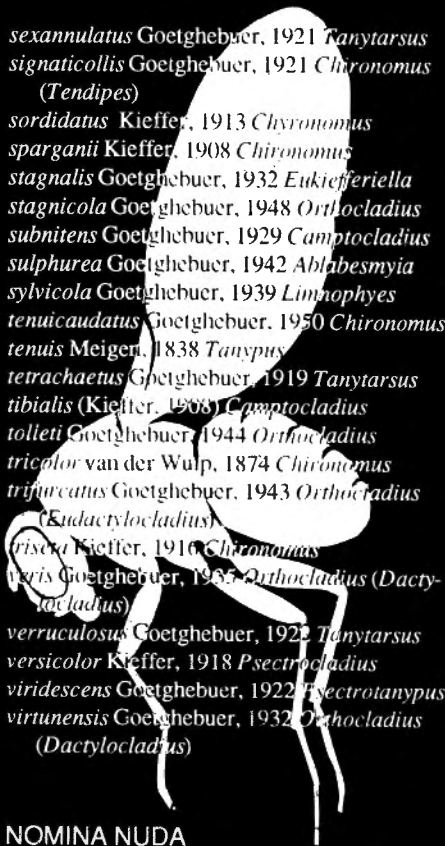 sexannulatus Goetghebuer, 1921 Tanytarsus
signaticollis Goetghebuer, 1921 Chironomus
(Tendipes)
sordidatus Kieffer, 1913 Chyronomus
sparganii Kieffer, 1908 Chironomus
stagnalis Goetghebuer, 1932 Eukiefferiella
stagnicola Goetghebuer, 1948 Orthocladius
subnitens Goetghebuer, 1929 Camptocladius
sulphurea Goetghebuer, 1942 Ablabesmyia
sylvicola Goetghebuer, 1939 Limnophyes
tenuicaudatus Goetghebuer. 1950 Chironomus
tenuis Meigen, 1838 Tanypus
tetrachaetus Goetghebuer, 1919 Tanytarsus
tibialis (Kieffer, 1908) Camptocladius
tolleti Goetghebuer, 1944 Orthocladius
tricolor van der Wulp, 1874 Chironomus
trifurcatus Goetghebuer, 1943 Orthocladius
(Eudactylocladius)
triseta Kieffer, 1916 Chironomus
veris Goetghebuer, 1935 Orthocladius (Dacty-
locladius)
verruculosus Goetghebuer, 1922 Tanytarsus
versicolor Kieffer, 1918 Psectrocladius
viridescens Goetghebuer, 1922 Psectrotanypus
virtunensis Goetghebuer, 1932 Orthocladius
(Dactylocladius)
NOMINA NUDA